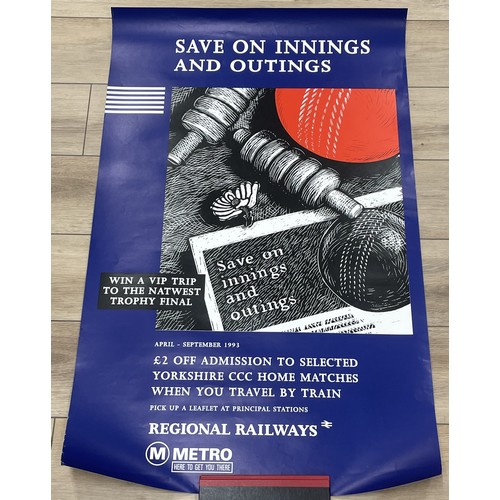 SAVE ON INNINGS
AND OUTINGS
Save on
innings
and
outings
WIN A VIP TRIP
TO THE NATWEST
TROPHY FINAL
APRIL - SEPTEMBER 1993
£2 OFF ADMISSION TO SELECTED
YORKSHIRE CCC HOME MATCHES
WHEN YOU TRAVEL BY TRAIN
PICK UP A LEAFLET AT PRINCIPAL STATIONS
REGIONAL RAILWAYS
M METRO
HERE TO GET YOU THERE